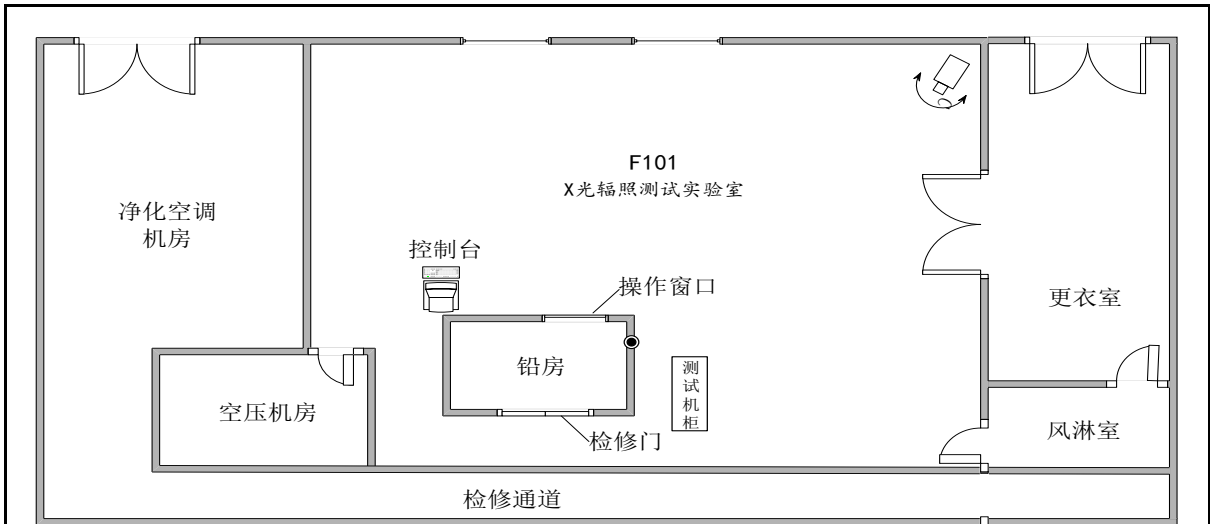 F101
X光辐照测试实验室
净化空调
机房
控制台
操作窗口
更衣室
铅房
测
试
机
柜
空压机房
检修门
风淋室
检修通道